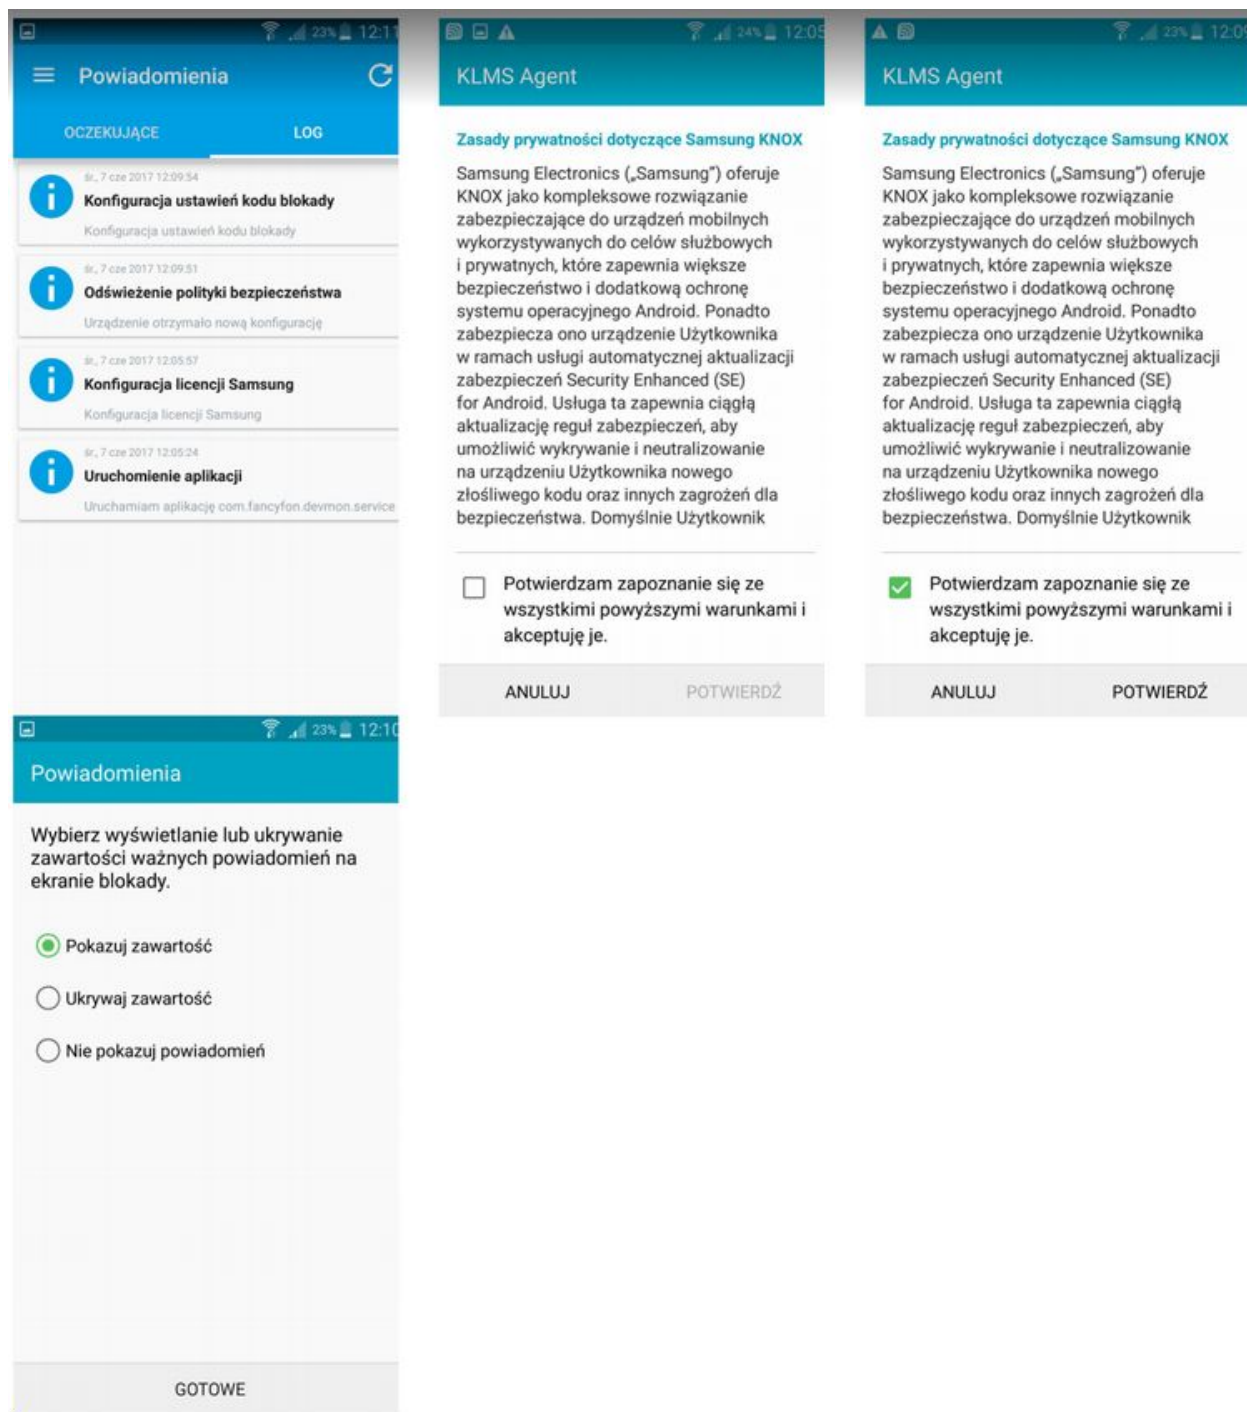 23% 12:11
Powiadomienia
OCZEKUJĄCE LOG
śr., 7 cze 2017 12:09:54
Konfiguracja ustawień kodu blokady
Konfiguracja ustawień kodu blokady
śr., 7 cze 2017 12:09:51
Odświeżenie polityki bezpieczeństwa
Urządzenie otrzymało nową konfigurację
śr., 7 cze 2017 12:05:57
Konfiguracja licencji Samsung
Konfiguracja licencji Samsung
śr., 7 cze 2017 12:05:24
Uruchomienie aplikacji
Uruchamiam aplikację com.fancyfon.devmon.service
24% 12:05
KLMS Agent
Zasady prywatności dotyczące Samsung KNOX
Samsung Electronics („Samsung”) oferuje
KNOX jako kompleksowe rozwiązanie
zabezpieczające do urządzeń mobilnych
wykorzystywanych do celów służbowych
i prywatnych, które zapewnia większe
bezpieczeństwo i dodatkową ochronę
systemu operacyjnego Android. Ponadto
zabezpiecza ono urządzenie Użytkownika
w ramach usługi automatycznej aktualizacji
zabezpieczeń Security Enhanced (SE)
for Android. Usługa ta zapewnia ciągłą
aktualizację reguł zabezpieczeń, aby
umożliwić wykrywanie i neutralizowanie
na urządzeniu Użytkownika nowego
złośliwego kodu oraz innych zagrożeń dla
bezpieczeństwa. Domyślnie Użytkownik
Potwierdzam zapoznanie się ze
wszystkimi powyższymi warunkami i
akceptuję je.
ANULUJ POTWIERDŹ
23% 12:09
KLMS Agent
Zasady prywatności dotyczące Samsung KNOX
Samsung Electronics („Samsung”) oferuje
KNOX jako kompleksowe rozwiązanie
zabezpieczające do urządzeń mobilnych
wykorzystywanych do celów służbowych
i prywatnych, które zapewnia większe
bezpieczeństwo i dodatkową ochronę
systemu operacyjnego Android. Ponadto
zabezpiecza ono urządzenie Użytkownika
w ramach usługi automatycznej aktualizacji
zabezpieczeń Security Enhanced (SE)
for Android. Usługa ta zapewnia ciągłą
aktualizację reguł zabezpieczeń, aby
umożliwić wykrywanie i neutralizowanie
na urządzeniu Użytkownika nowego
złośliwego kodu oraz innych zagrożeń dla
bezpieczeństwa. Domyślnie Użytkownik
Potwierdzam zapoznanie się ze
wszystkimi powyższymi warunkami i
akceptuję je.
ANULUJ POTWIERDŹ
23% 12:10
Powiadomienia
Wybierz wyświetlanie lub ukrywanie
zawartości ważnych powiadomień na
ekranie blokady.
Pokazuj zawartość
Ukrywaj zawartość
Nie pokazuj powiadomień
GOTOWE